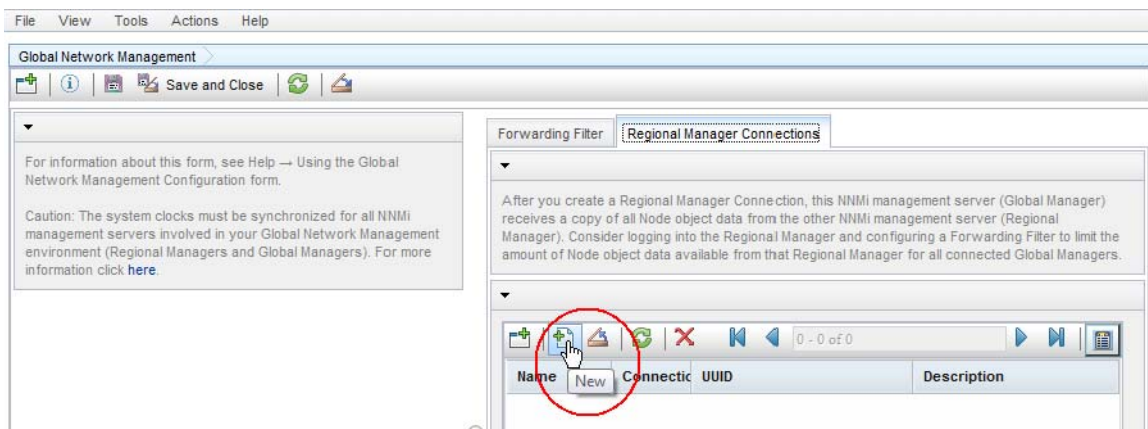 File View Tools Actions Help
Global Network Management
Save and Close
For information about this form, see Help → Using the Global
Network Management Configuration form.
Caution: The system clocks must be synchronized for all NNMi
management servers involved in your Global Network Management
environment (Regional Managers and Global Managers). For more
information click here.
Forwarding Filter Regional Manager Connections
After you create a Regional Manager Connection, this NNMi management server (Global Manager)
receives a copy of all Node object data from the other NNMi management server (Regional
Manager). Consider logging into the Regional Manager and configuring a Forwarding Filter to limit the
amount of Node object data available from that Regional Manager for all connected Global Managers.
0 - 0 of 0
Name Connectic UUID Description
New